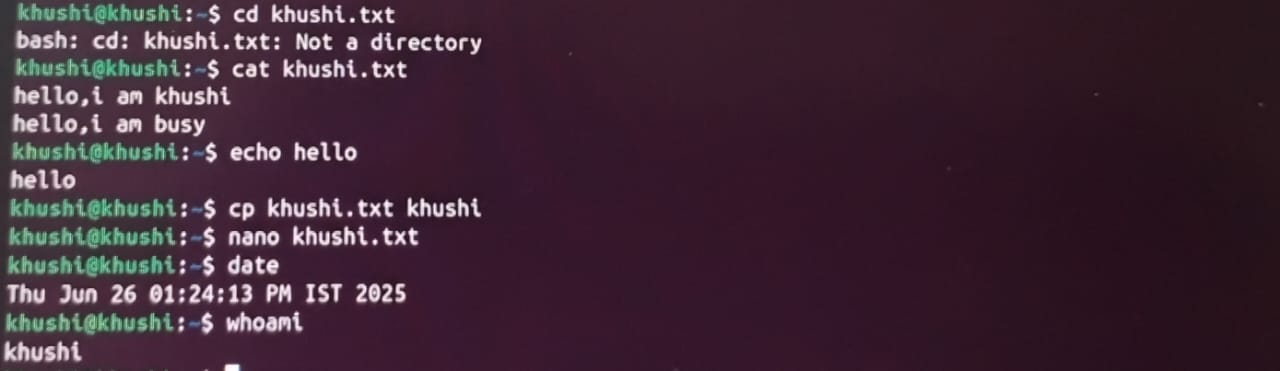 khushi@khushi:~$ cd khushi.txt
bash: cd: khushi.txt: Not a directory
khushi@khushi:~$ cat khushi.txt
hello,i am khushi
hello,i am busy
khushi@khushi:~$ echo hello
hello
khushi@khushi:~$ cp khushi.txt khushi
khushi@khushi:~$ nano khushi.txt
khushi@khushi:~$ date
Thu Jun 26 01:24:13 PM IST 2025
khushi@khushi:~$ whoami
khushi